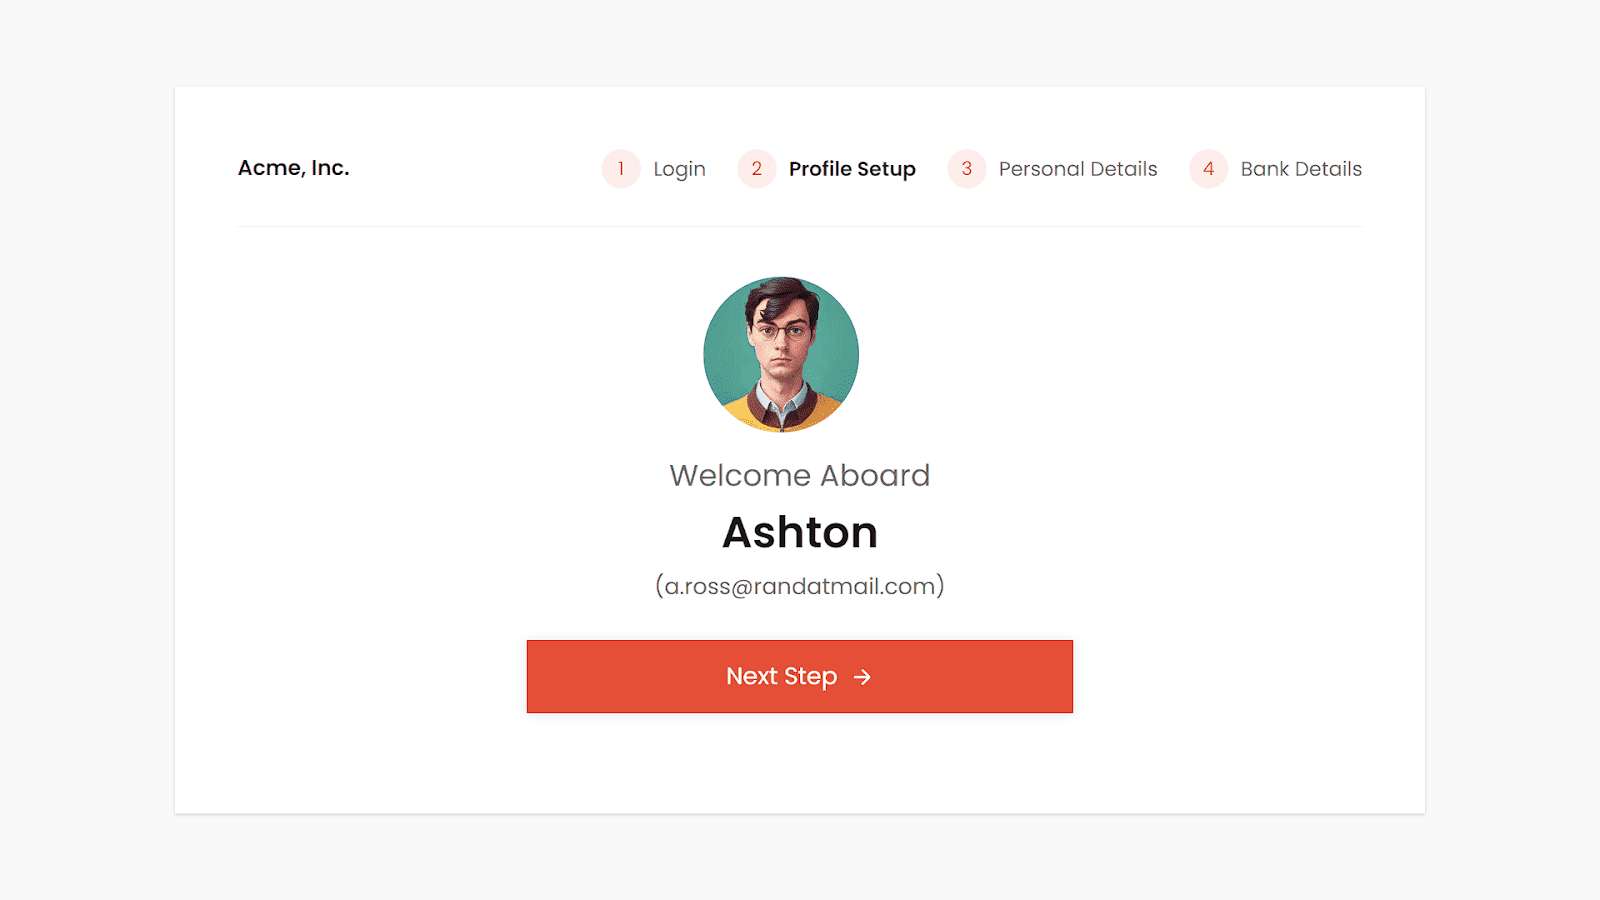 Acme, Inc.
1 Login 2 Profile Setup 3 Personal Details 4 Bank Details
Welcome Aboard
Ashton
(a.ross@randatmail.com)
Next Step →